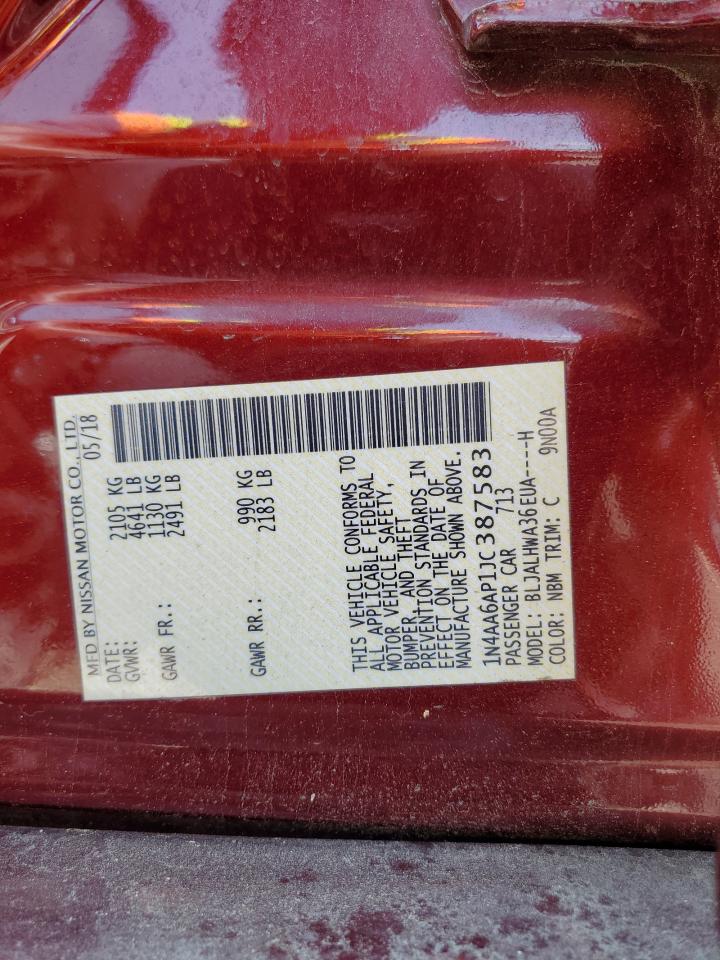 MFD BY NISSAN MOTOR CO., LTD.
DATE: 05/18
GVWR: 2105 KG
4641 LB
GAWR FR.: 1130 KG
2491 LB
GAWR RR.: 990 KG
2183 LB
THIS VEHICLE CONFORMS TO
ALL APPLICABLE FEDERAL
MOTOR VEHICLE SAFETY,
BUMPER, AND THEFT
PREVENTION STANDARDS IN
EFFECT ON THE DATE OF
MANUFACTURE SHOWN ABOVE.
1N4AA6AP1JC387583
PASSENGER CAR 713
MODEL: BLJALHWA36EUA----H
COLOR: NBM TRIM: C 9N00A